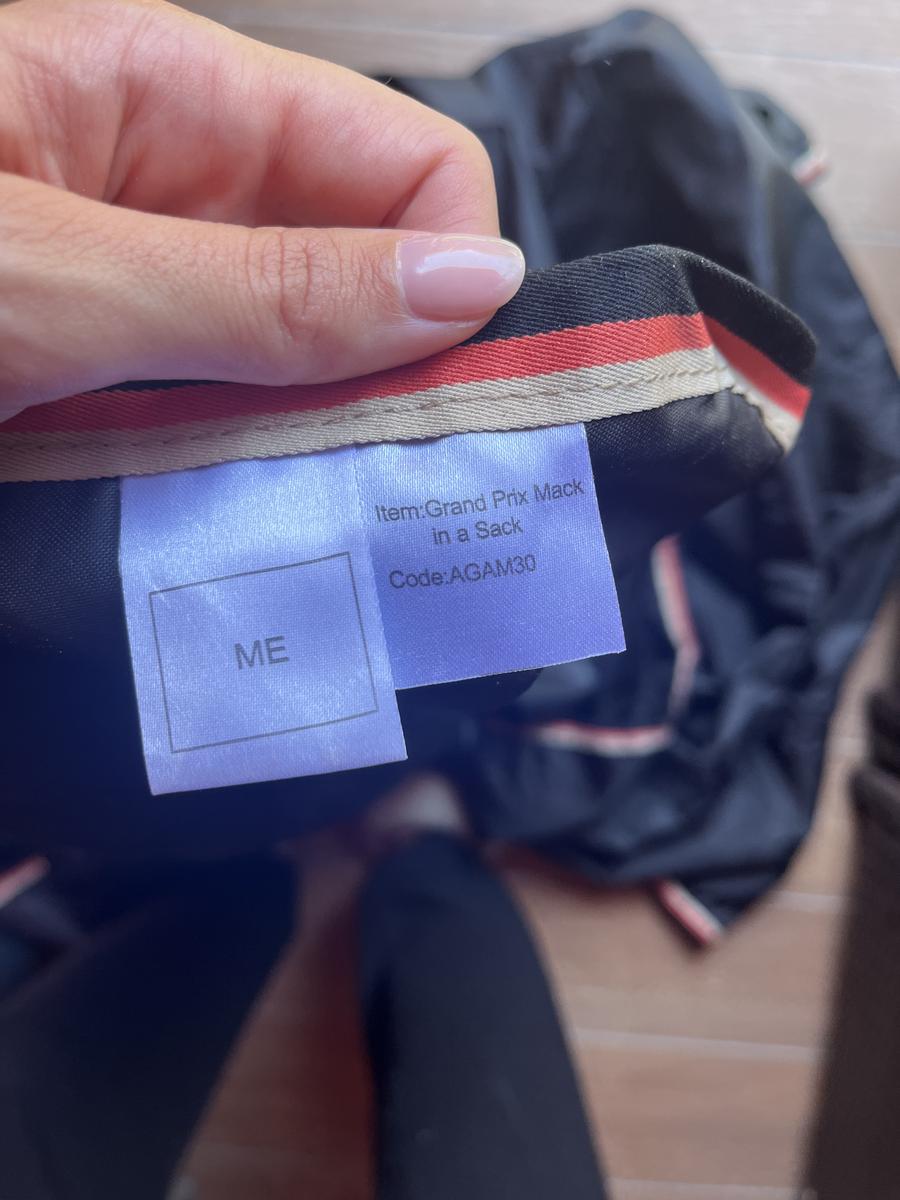 ME
Item:Grand Prix Mack
in a Sack
Code:AGAM30